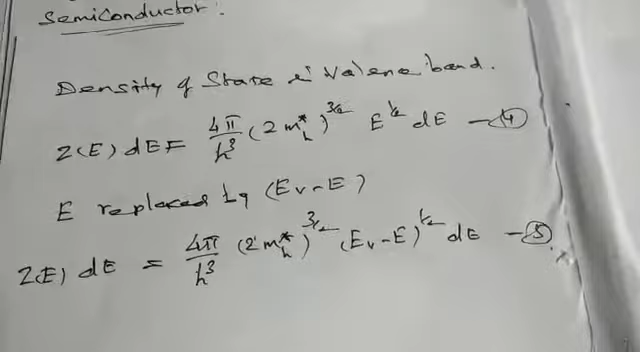 Semiconductor.
Density of State in Valence band.
Z(E) dE = 4π/h³ (2m*h)^3/2 E^1/2 dE — (4)
E replaced by (Ev - E)
Z(E) dE = 4π/h³ (2m*h)^3/2 (Ev - E)^1/2 dE — (5)